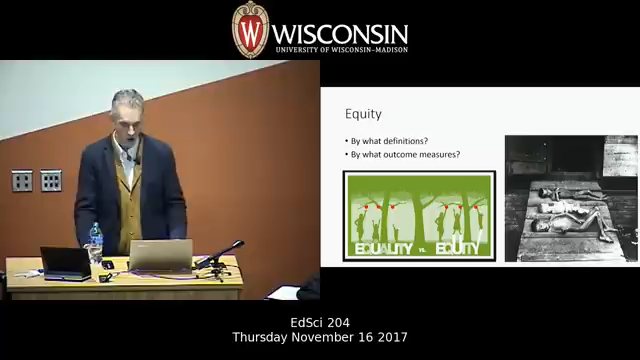 W
WISCONSIN
UNIVERSITY OF WISCONSIN–MADISON
Equity
• By what definitions?
• By what outcome measures?
EQUALITY vs. EQUITY
EdSci 204
Thursday November 16 2017